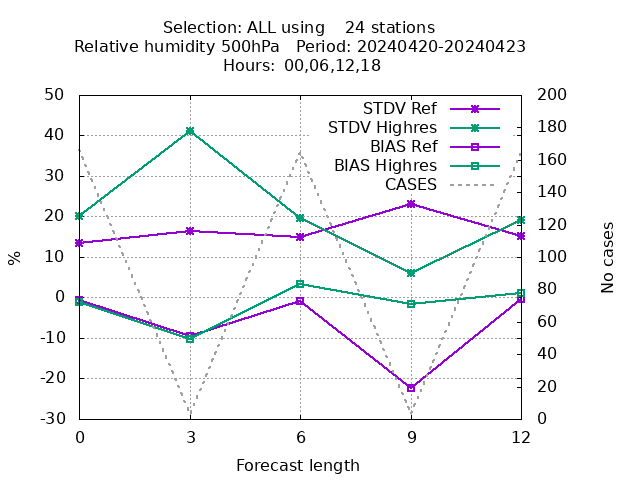 Selection: ALL using    24 stations
Relative humidity 500hPa   Period: 20240420-20240423
Hours: 00,06,12,18
50
40
30
20
10
0
-10
-20
-30
%
200
180
160
140
120
100
80
60
40
20
0
No cases
STDV Ref
STDV Highres
BIAS Ref
BIAS Highres
CASES
0 3 6 9 12
Forecast length